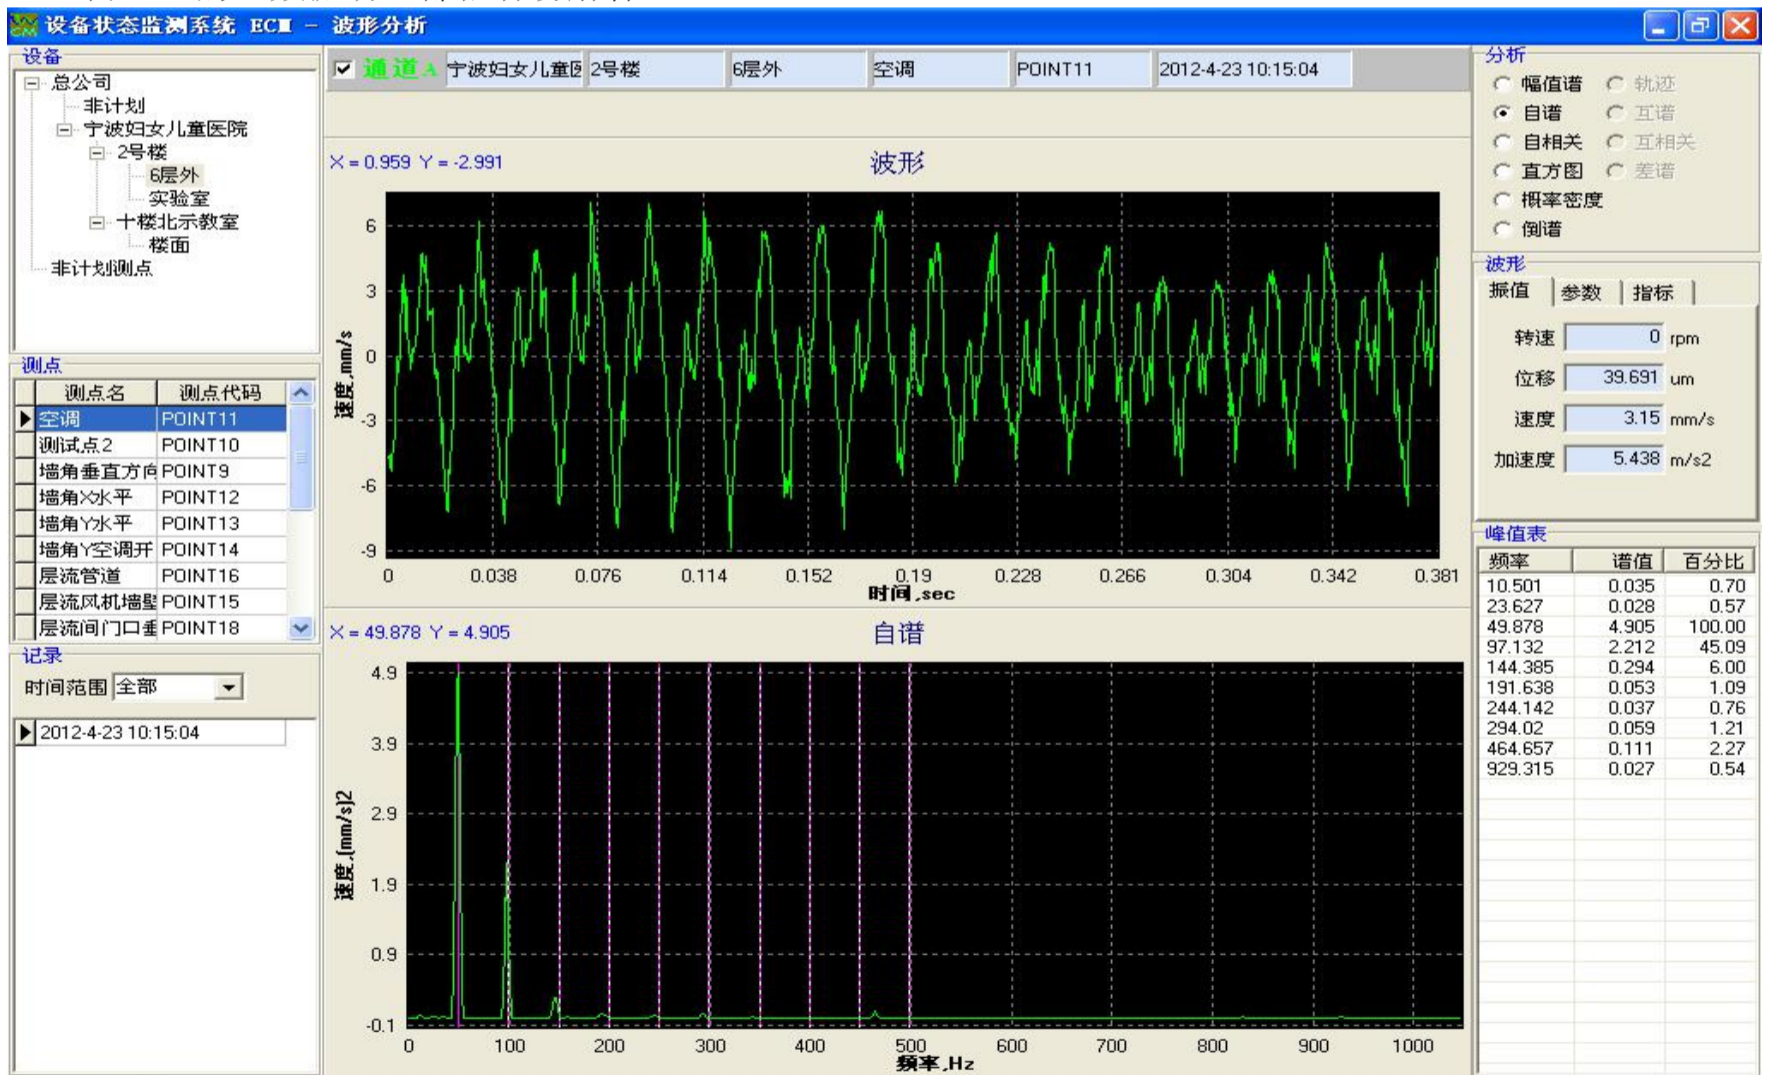 设备状态监测系统 ECM - 波形分析
设备
总公司
非计划
宁波妇女儿童医院
2号楼
6层外
实验室
十楼北示教室
楼面
非计划测点
测点
测点名 测点代码
空调 POINT11
测试点2 POINT10
墙角垂直方向 POINT9
墙角X水平 POINT12
墙角Y水平 POINT13
墙角Y空调开 POINT14
层流管道 POINT16
层流风机墙壁 POINT15
层流间门口垂 POINT18
记录
时间范围 全部
2012-4-23 10:15:04
通道A 宁波妇女儿童医 2号楼 6层外 空调 POINT11 2012-4-23 10:15:04
X = 0.959 Y = -2.991 波形
速度,mm/s
6
3
0
-3
-6
-9
0 0.038 0.076 0.114 0.152 0.19 0.228 0.266 0.304 0.342 0.381
时间,sec
X = 49.878 Y = 4.905 自谱
速度,(mm/s)2
4.9
3.9
2.9
1.9
0.9
-0.1
0 100 200 300 400 500 600 700 800 900 1000
频率,Hz
分析
幅值谱 轨迹
自谱 互谱
自相关 互相关
直方图 差谱
概率密度
倒谱
波形
振值 参数 指标
转速 0 rpm
位移 39.691 um
速度 3.15 mm/s
加速度 5.438 m/s2
峰值表
频率 谱值 百分比
10.501 0.035 0.70
23.627 0.028 0.57
49.878 4.905 100.00
97.132 2.212 45.09
144.385 0.294 6.00
191.638 0.053 1.09
244.142 0.037 0.76
294.02 0.059 1.21
464.657 0.111 2.27
929.315 0.027 0.54